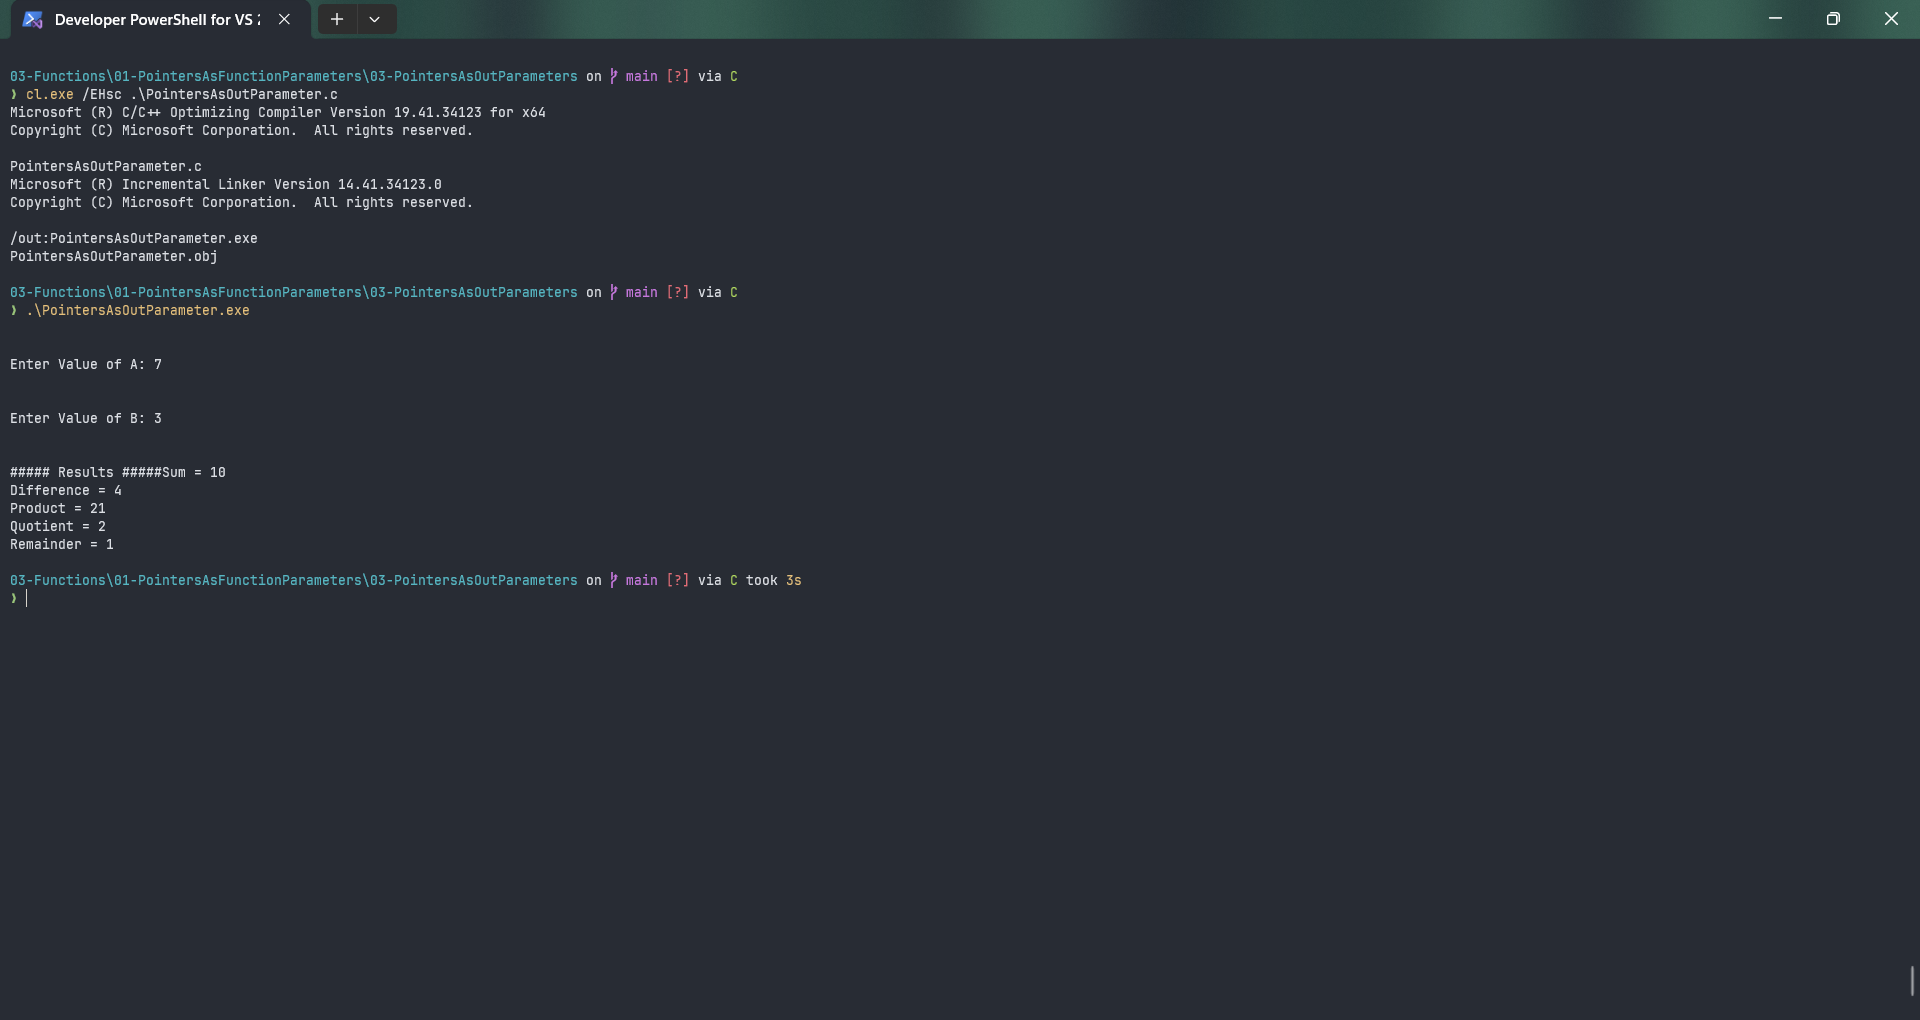 Developer PowerShell for VS 2
03-Functions\01-PointersAsFunctionParameters\03-PointersAsOutParameters on main [?] via C
❯ cl.exe /EHsc .\PointersAsOutParameter.c
Microsoft (R) C/C++ Optimizing Compiler Version 19.41.34123 for x64
Copyright (C) Microsoft Corporation.  All rights reserved.
PointersAsOutParameter.c
Microsoft (R) Incremental Linker Version 14.41.34123.0
Copyright (C) Microsoft Corporation.  All rights reserved.
/out:PointersAsOutParameter.exe
PointersAsOutParameter.obj
03-Functions\01-PointersAsFunctionParameters\03-PointersAsOutParameters on main [?] via C
❯ .\PointersAsOutParameter.exe
Enter Value of A: 7
Enter Value of B: 3
##### Results #####Sum = 10
Difference = 4
Product = 21
Quotient = 2
Remainder = 1
03-Functions\01-PointersAsFunctionParameters\03-PointersAsOutParameters on main [?] via C took 3s
❯